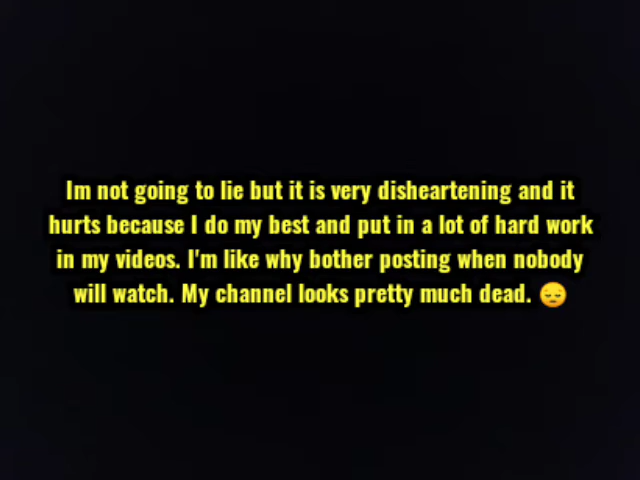 Im not going to lie but it is very disheartening and it
hurts because I do my best and put in a lot of hard work
in my videos. I'm like why bother posting when nobody
will watch. My channel looks pretty much dead. 😔